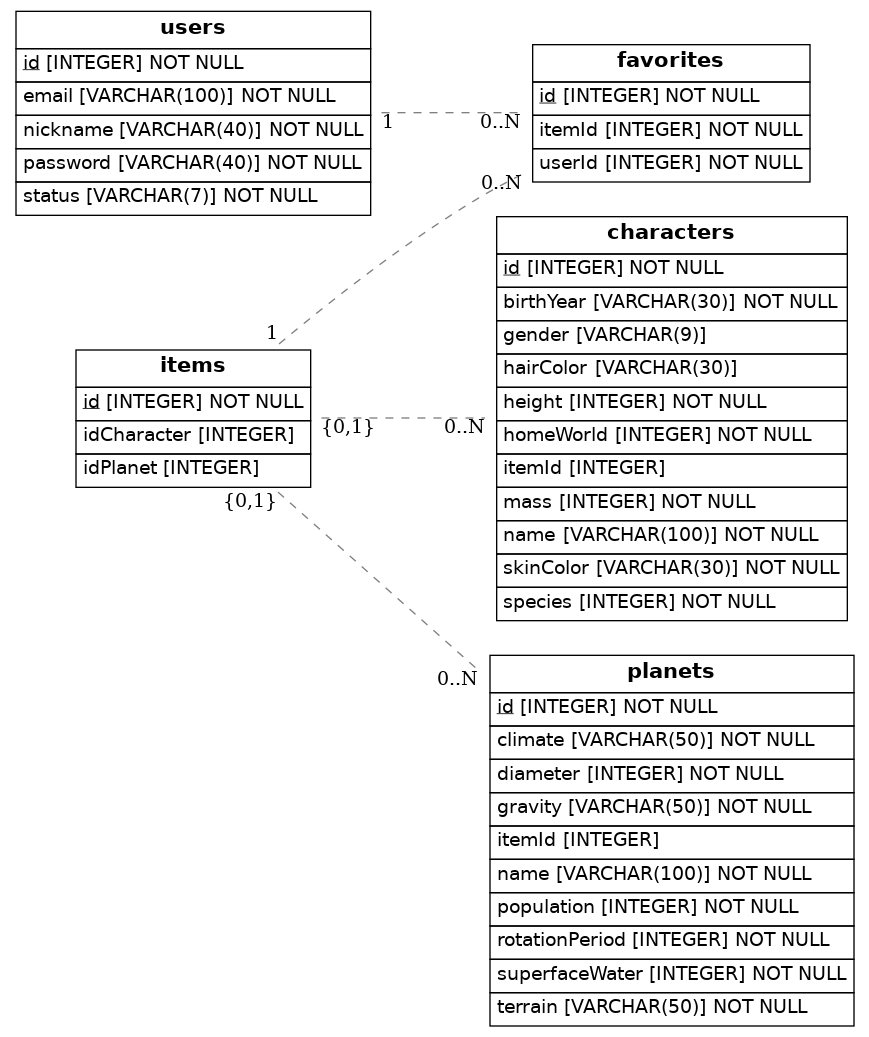 users
id [INTEGER] NOT NULL
email [VARCHAR(100)] NOT NULL
nickname [VARCHAR(40)] NOT NULL
password [VARCHAR(40)] NOT NULL
status [VARCHAR(7)] NOT NULL
1
0..N
favorites
id [INTEGER] NOT NULL
itemId [INTEGER] NOT NULL
userId [INTEGER] NOT NULL
0..N
1
items
id [INTEGER] NOT NULL
idCharacter [INTEGER]
idPlanet [INTEGER]
{0,1}
0..N
characters
id [INTEGER] NOT NULL
birthYear [VARCHAR(30)] NOT NULL
gender [VARCHAR(9)]
hairColor [VARCHAR(30)]
height [INTEGER] NOT NULL
homeWorld [INTEGER] NOT NULL
itemId [INTEGER]
mass [INTEGER] NOT NULL
name [VARCHAR(100)] NOT NULL
skinColor [VARCHAR(30)] NOT NULL
species [INTEGER] NOT NULL
{0,1}
0..N
planets
id [INTEGER] NOT NULL
climate [VARCHAR(50)] NOT NULL
diameter [INTEGER] NOT NULL
gravity [VARCHAR(50)] NOT NULL
itemId [INTEGER]
name [VARCHAR(100)] NOT NULL
population [INTEGER] NOT NULL
rotationPeriod [INTEGER] NOT NULL
superfaceWater [INTEGER] NOT NULL
terrain [VARCHAR(50)] NOT NULL